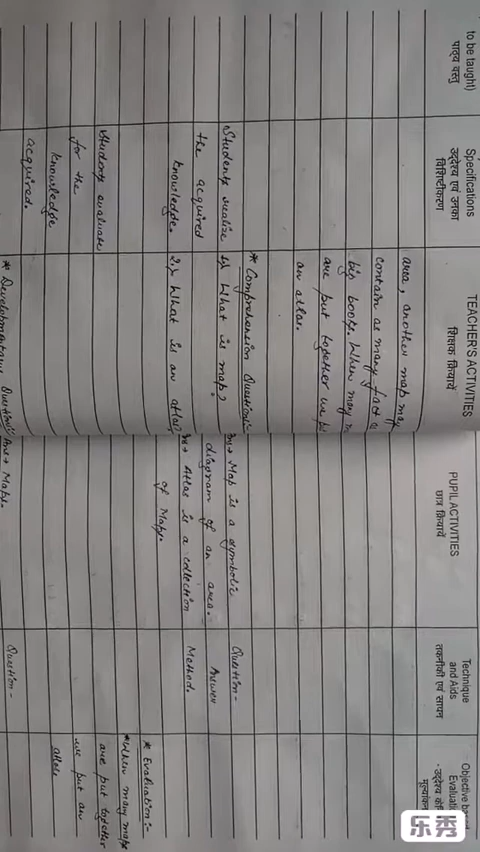 to be taught)
पाठ्य वस्तु
Specifications
उद्देश्य एवं उनका
विशिष्टीकरण
TEACHER'S ACTIVITIES
शिक्षक क्रियायें
PUPIL ACTIVITIES
छात्र क्रियायें
Technique
and Aids
तकनीकी एवं साधन
Objective
Evaluati
area, another map may
contain as many fact
big book. When many
are put together we
an atlas.
* Comprehension Question:-
Students realize
the acquired
knowledge.
1) What is map?
2) What is an atlas?
Ans→ Map is a symbolic
diagram of an area.
Ans→ Atlas is a collection
of Maps.
Question-
Answer
Method.
* Evaluation:-
*When many maps
are put together
we put an
atlas
Students evaluate
for the
knowledge
acquired.
* Developmental Question:-
Ans→ Maps.
Question-
乐秀